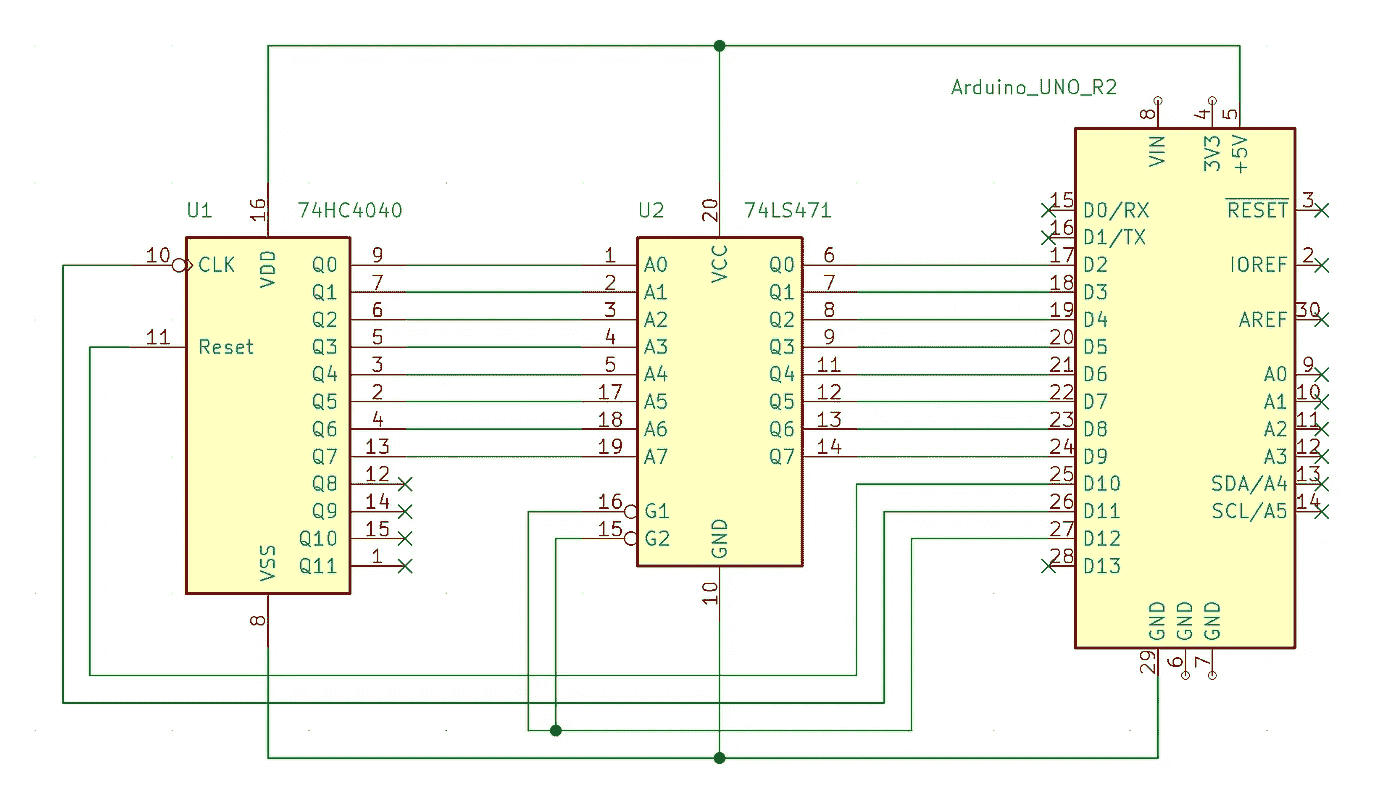 Arduino_UNO_R2
8 4 5
VIN 3V3 +5V
U1 16 74HC4040
U2 20 74LS471
15 D0/RX RESET 3
16 D1/TX
10 CLK VDD Q0 9 1 A0 VCC Q0 6 17 D2 IOREF 2
Q1 7 2 A1 Q1 7 18 D3
Q2 6 3 A2 Q2 8 19 D4 AREF 30
11 Reset Q3 5 4 A3 Q3 9 20 D5
Q4 3 5 A4 Q4 11 21 D6 A0 9
Q5 2 17 A5 Q5 12 22 D7 A1 10
Q6 4 18 A6 Q6 13 23 D8 A2 11
Q7 13 19 A7 Q7 14 24 D9 A3 12
Q8 12 25 D10 SDA/A4 13
Q9 14 16 G1 26 D11 SCL/A5 14
Q10 15 15 G2 GND 27 D12
VSS Q11 1 28 D13
8 10 GND GND GND
29 6 7